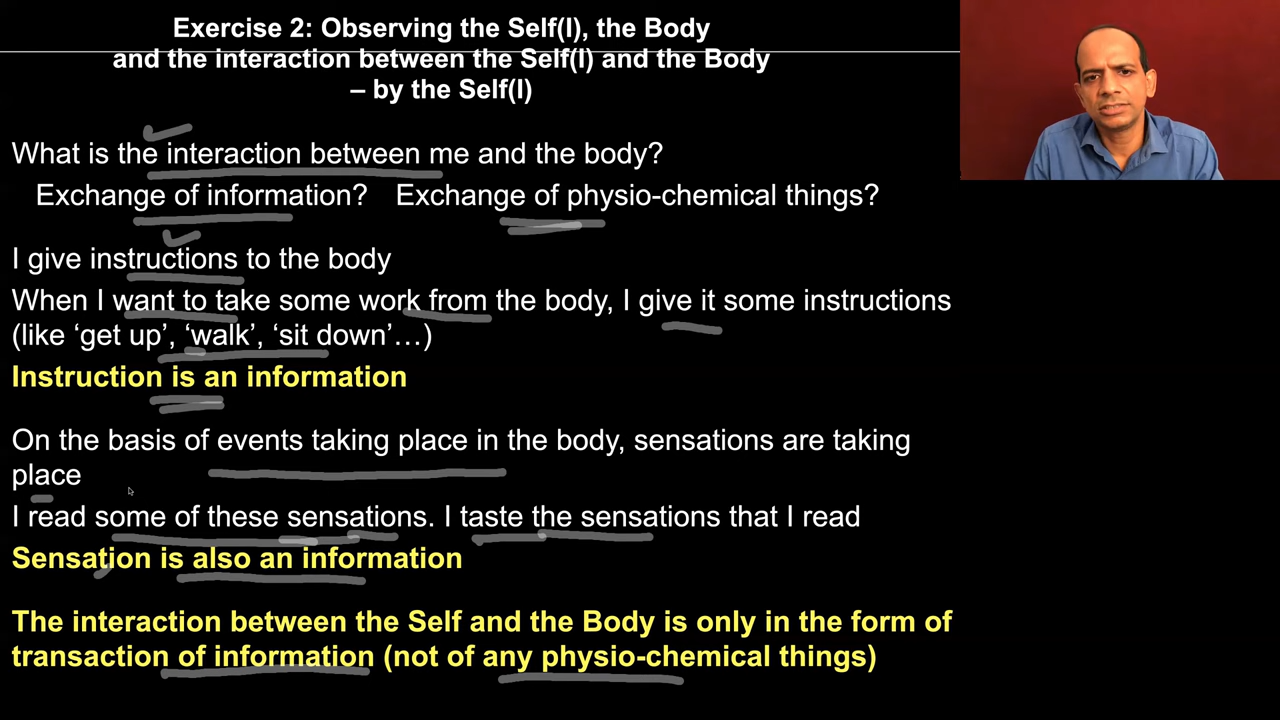 Exercise 2: Observing the Self(I), the Body
and the interaction between the Self(I) and the Body
– by the Self(I)
What is the interaction between me and the body?
Exchange of information? Exchange of physio-chemical things?
I give instructions to the body
When I want to take some work from the body, I give it some instructions
(like ‘get up’, ‘walk’, ‘sit down’…)
Instruction is an information
On the basis of events taking place in the body, sensations are taking
place
I read some of these sensations. I taste the sensations that I read
Sensation is also an information
The interaction between the Self and the Body is only in the form of
transaction of information (not of any physio-chemical things)